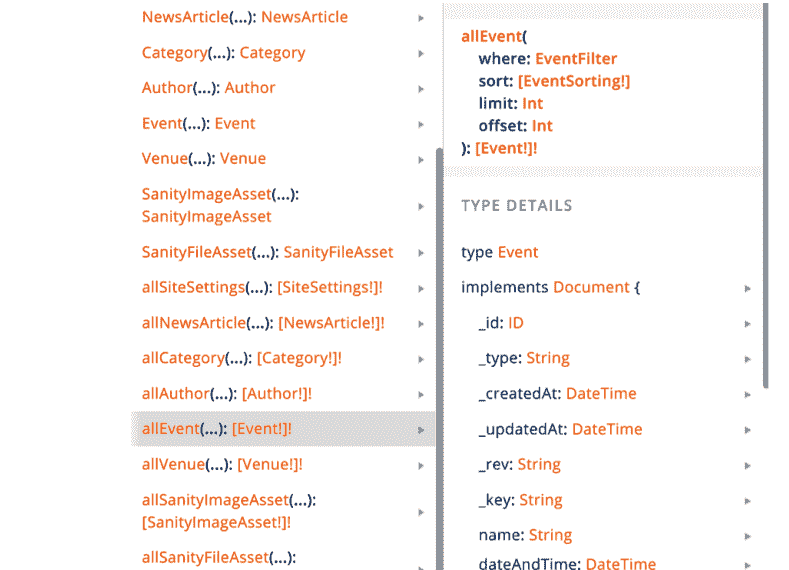 NewsArticle(...): NewsArticle
Category(...): Category
Author(...): Author
Event(...): Event
Venue(...): Venue
SanityImageAsset(...):
SanityImageAsset
SanityFileAsset(...): SanityFileAsset
allSiteSettings(...): [SiteSettings!]!
allNewsArticle(...): [NewsArticle!]!
allCategory(...): [Category!]!
allAuthor(...): [Author!]!
allEvent(...): [Event!]!
allVenue(...): [Venue!]!
allSanityImageAsset(...):
[SanityImageAsset!]!
allSanityFileAsset(...):
allEvent(
where: EventFilter
sort: [EventSorting!]
limit: Int
offset: Int
): [Event!]!
TYPE DETAILS
type Event
implements Document {
_id: ID
_type: String
_createdAt: DateTime
_updatedAt: DateTime
_rev: String
_key: String
name: String
dateAndTime: DateTime